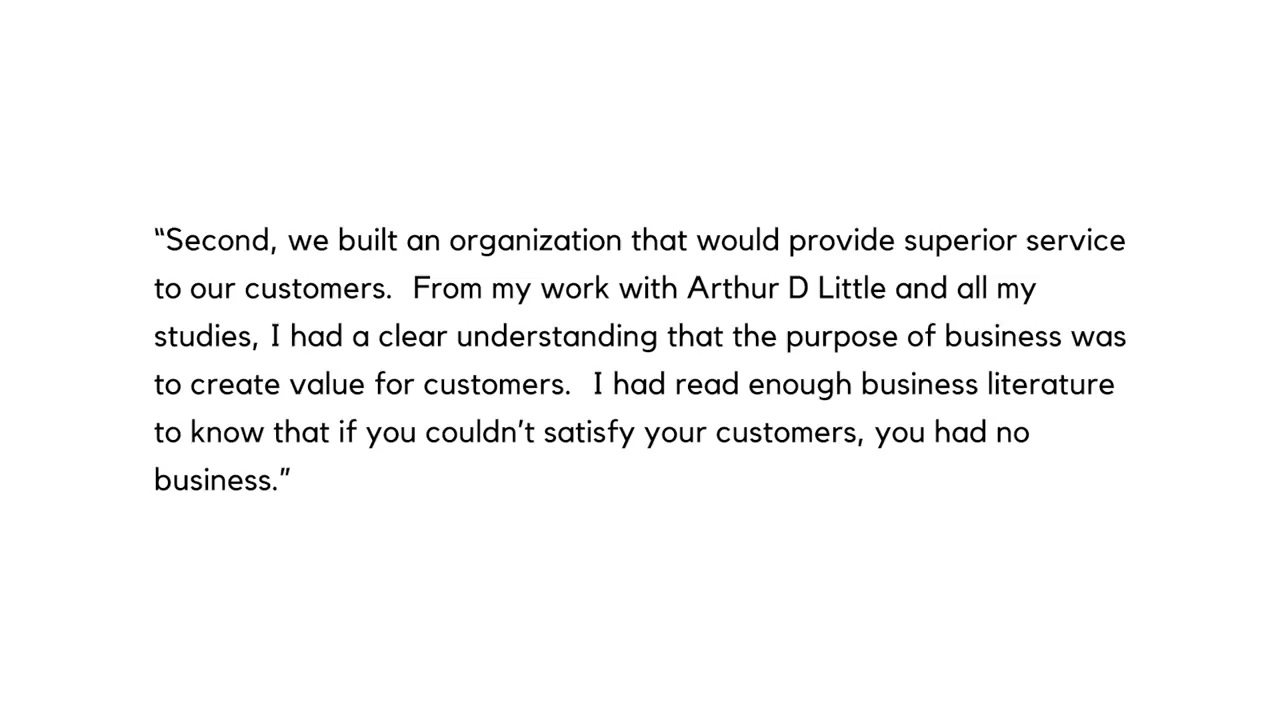 “Second, we built an organization that would provide superior service
to our customers.  From my work with Arthur D Little and all my
studies, I had a clear understanding that the purpose of business was
to create value for customers.  I had read enough business literature
to know that if you couldn’t satisfy your customers, you had no
business.”